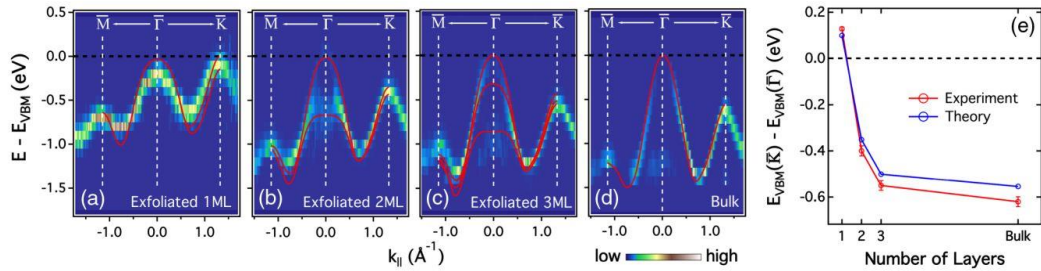 M̅ Γ̅ K̅
M̅ Γ̅ K̅
M̅ Γ̅ K̅
M̅ Γ̅ K̅
E - E_VBM (eV)
0.0
-0.5
-1.0
-1.5
(a) Exfoliated 1ML
(b) Exfoliated 2ML
(c) Exfoliated 3ML
(d) Bulk
-1.0 0.0 1.0
-1.0 0.0 1.0
-1.0 0.0 1.0
-1.0 0.0 1.0
k_|| (Å⁻¹)
low high
(e)
E_VBM(K̅) - E_VBM(Γ̅) (eV)
0.2
0.0
-0.2
-0.4
-0.6
Experiment
Theory
1 2 3 Bulk
Number of Layers